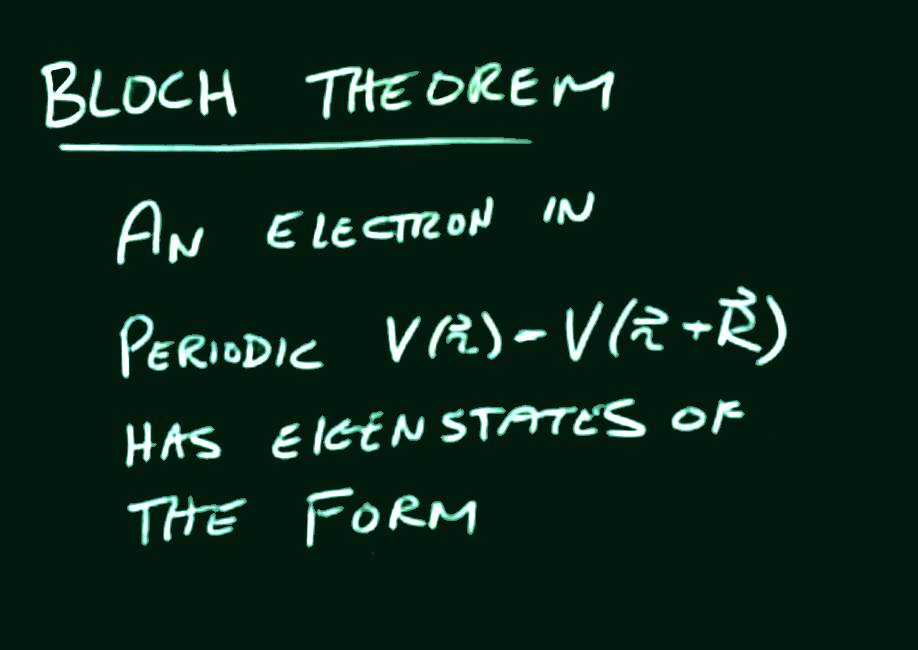 BLOCH THEOREM
AN ELECTRON IN
PERIODIC V(r⃗) - V(r⃗ + R⃗)
HAS EIGENSTATES OF
THE FORM